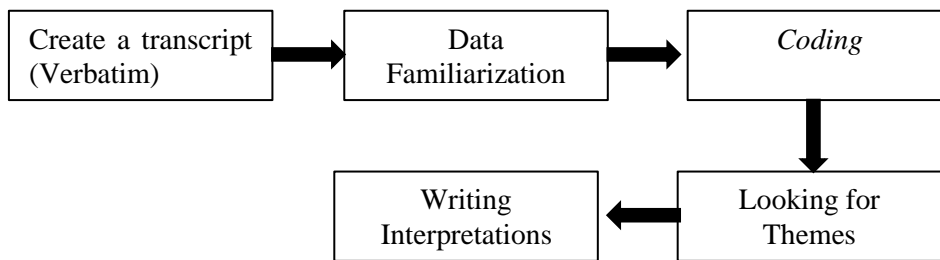 Create a transcript
(Verbatim)
Data
Familiarization
Coding
Looking for
Themes
Writing
Interpretations